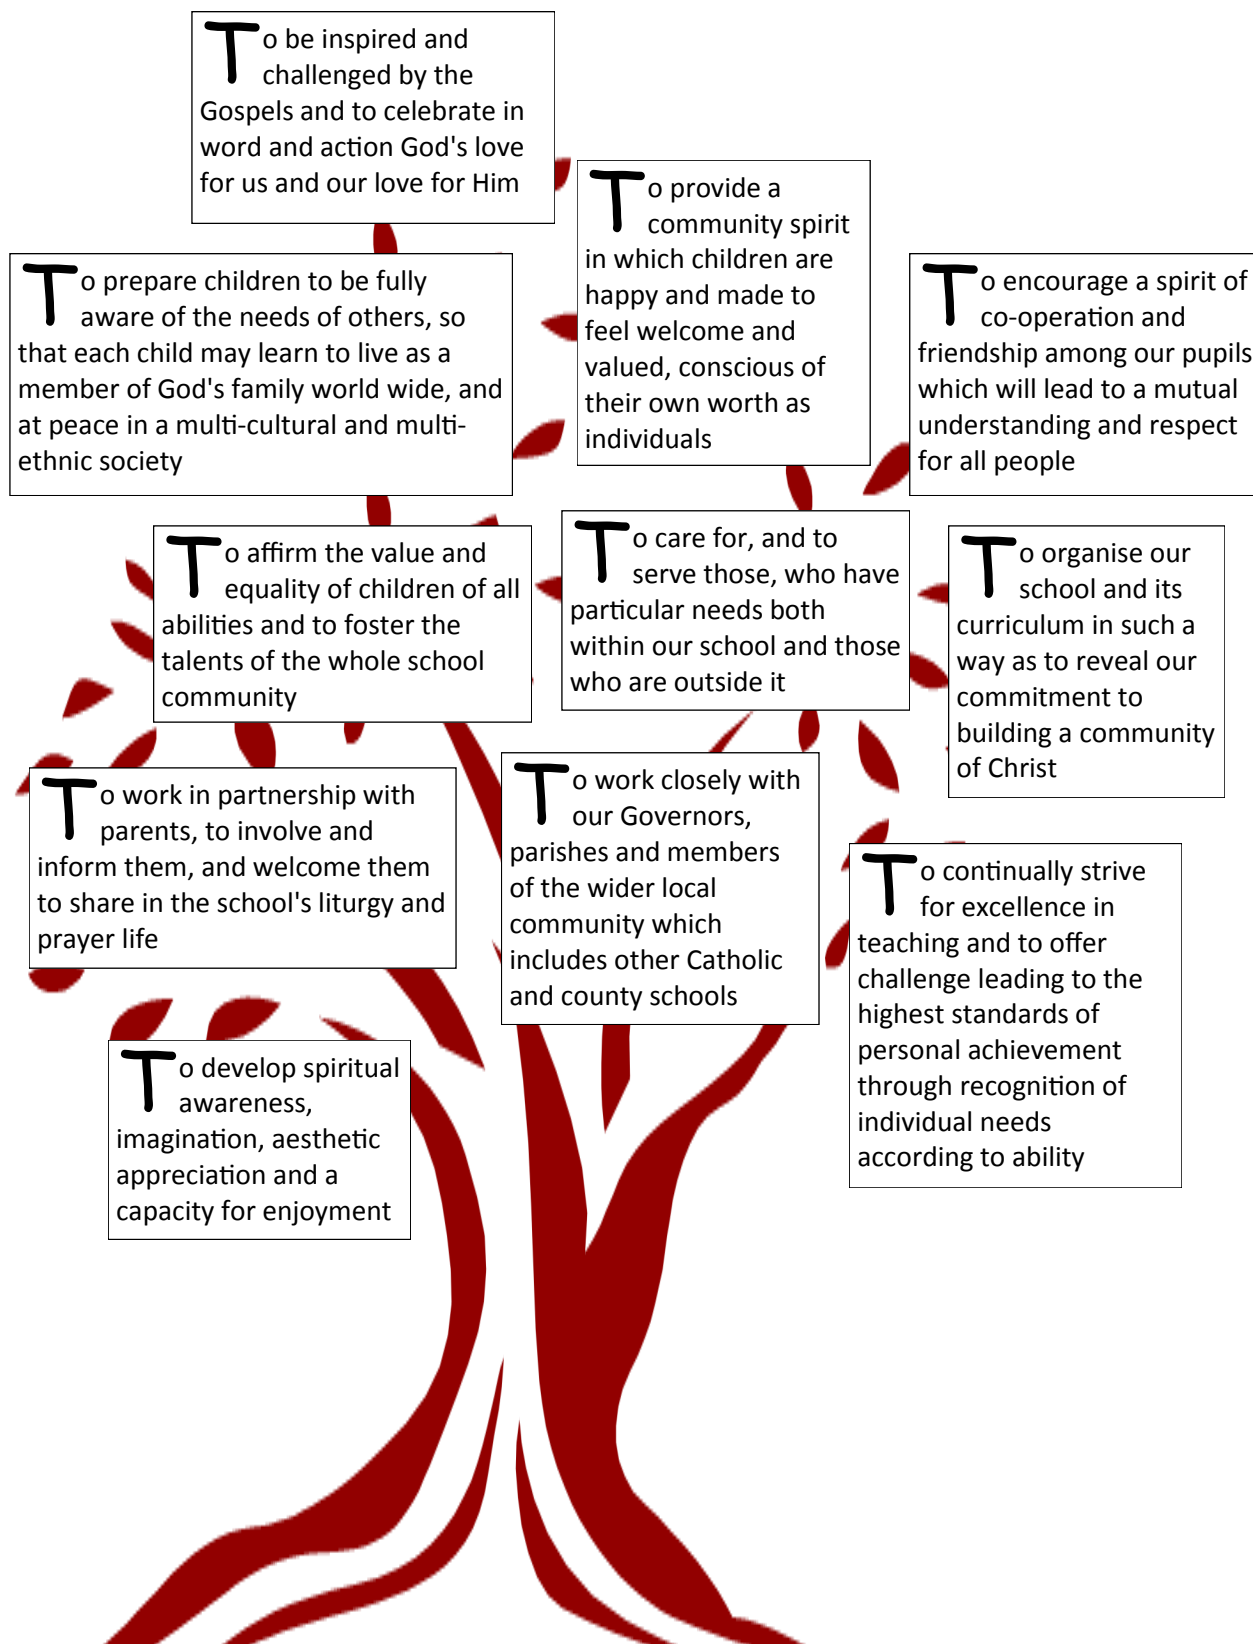 To be inspired and
challenged by the
Gospels and to celebrate in
word and action God's love
for us and our love for Him
To provide a
community spirit
in which children are
happy and made to
feel welcome and
valued, conscious of
their own worth as
individuals
To prepare children to be fully
aware of the needs of others, so
that each child may learn to live as a
member of God's family world wide, and
at peace in a multi-cultural and multi-
ethnic society
To encourage a spirit of
co-operation and
friendship among our pupils
which will lead to a mutual
understanding and respect
for all people
To affirm the value and
equality of children of all
abilities and to foster the
talents of the whole school
community
To care for, and to
serve those, who have
particular needs both
within our school and those
who are outside it
To organise our
school and its
curriculum in such a
way as to reveal our
commitment to
building a community
of Christ
To work in partnership with
parents, to involve and
inform them, and welcome them
to share in the school's liturgy and
prayer life
To work closely with
our Governors,
parishes and members
of the wider local
community which
includes other Catholic
and county schools
To continually strive
for excellence in
teaching and to offer
challenge leading to the
highest standards of
personal achievement
through recognition of
individual needs
according to ability
To develop spiritual
awareness,
imagination, aesthetic
appreciation and a
capacity for enjoyment